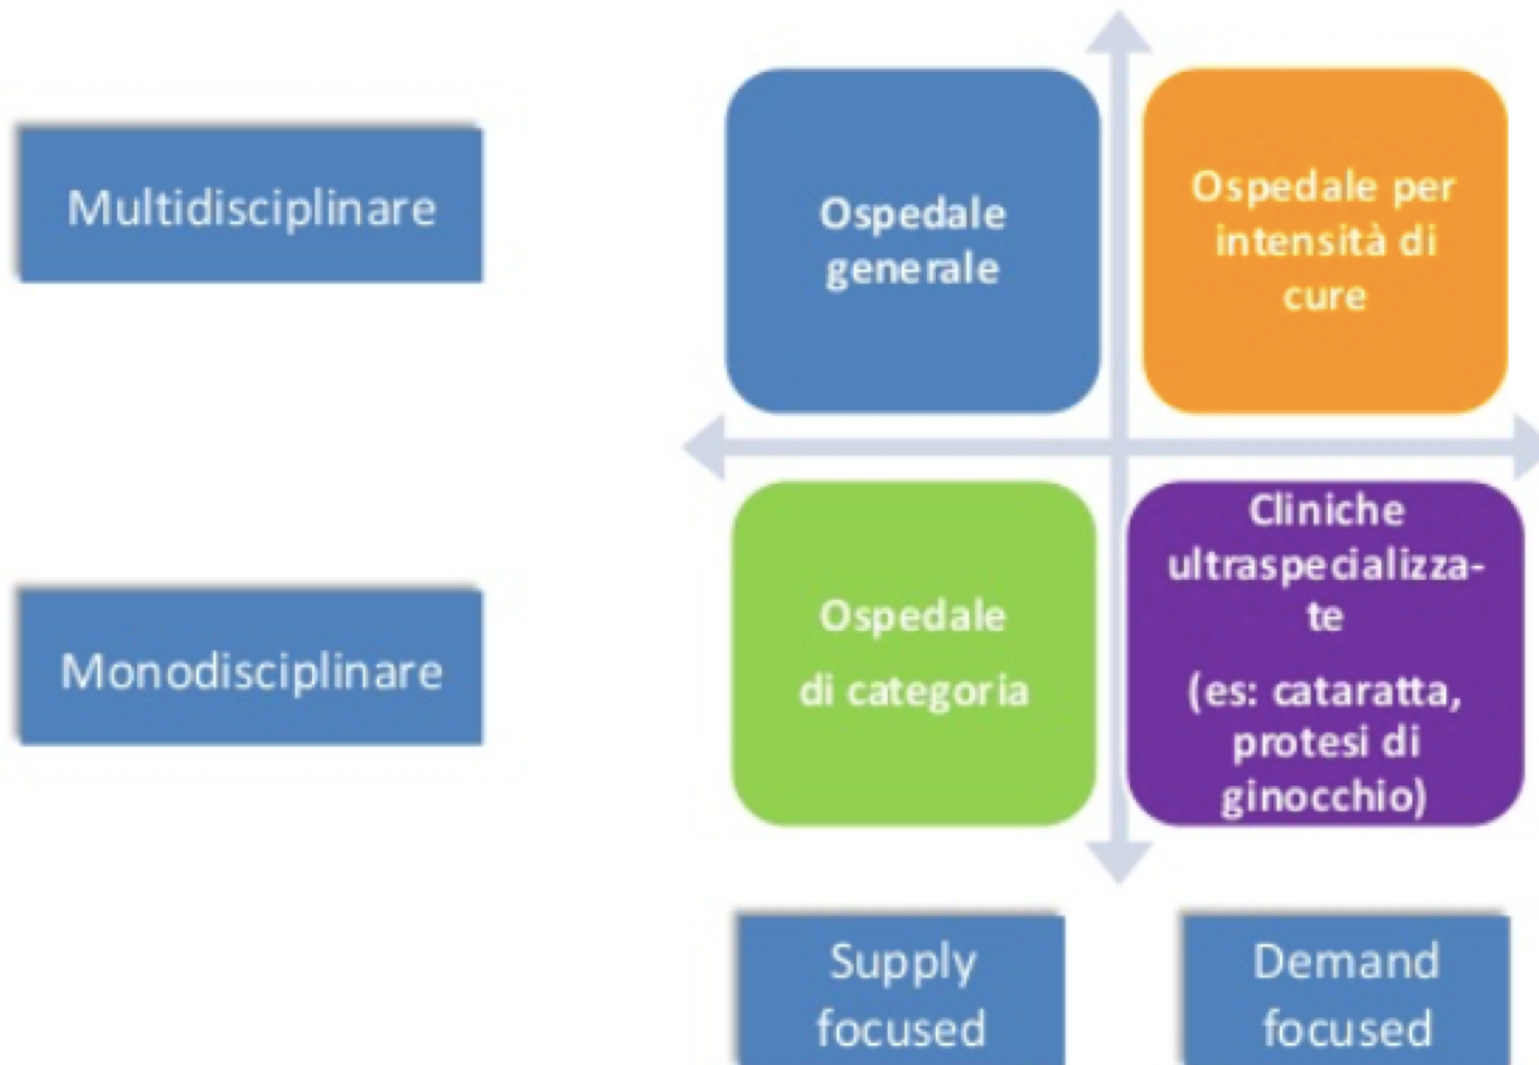 Multidisciplinare
Ospedale
generale
Ospedale per
intensità di
cure
Monodisciplinare
Ospedale
di categoria
Cliniche
ultraspecializza-
te
(es: cataratta,
protesi di
ginocchio)
Supply
focused
Demand
focused